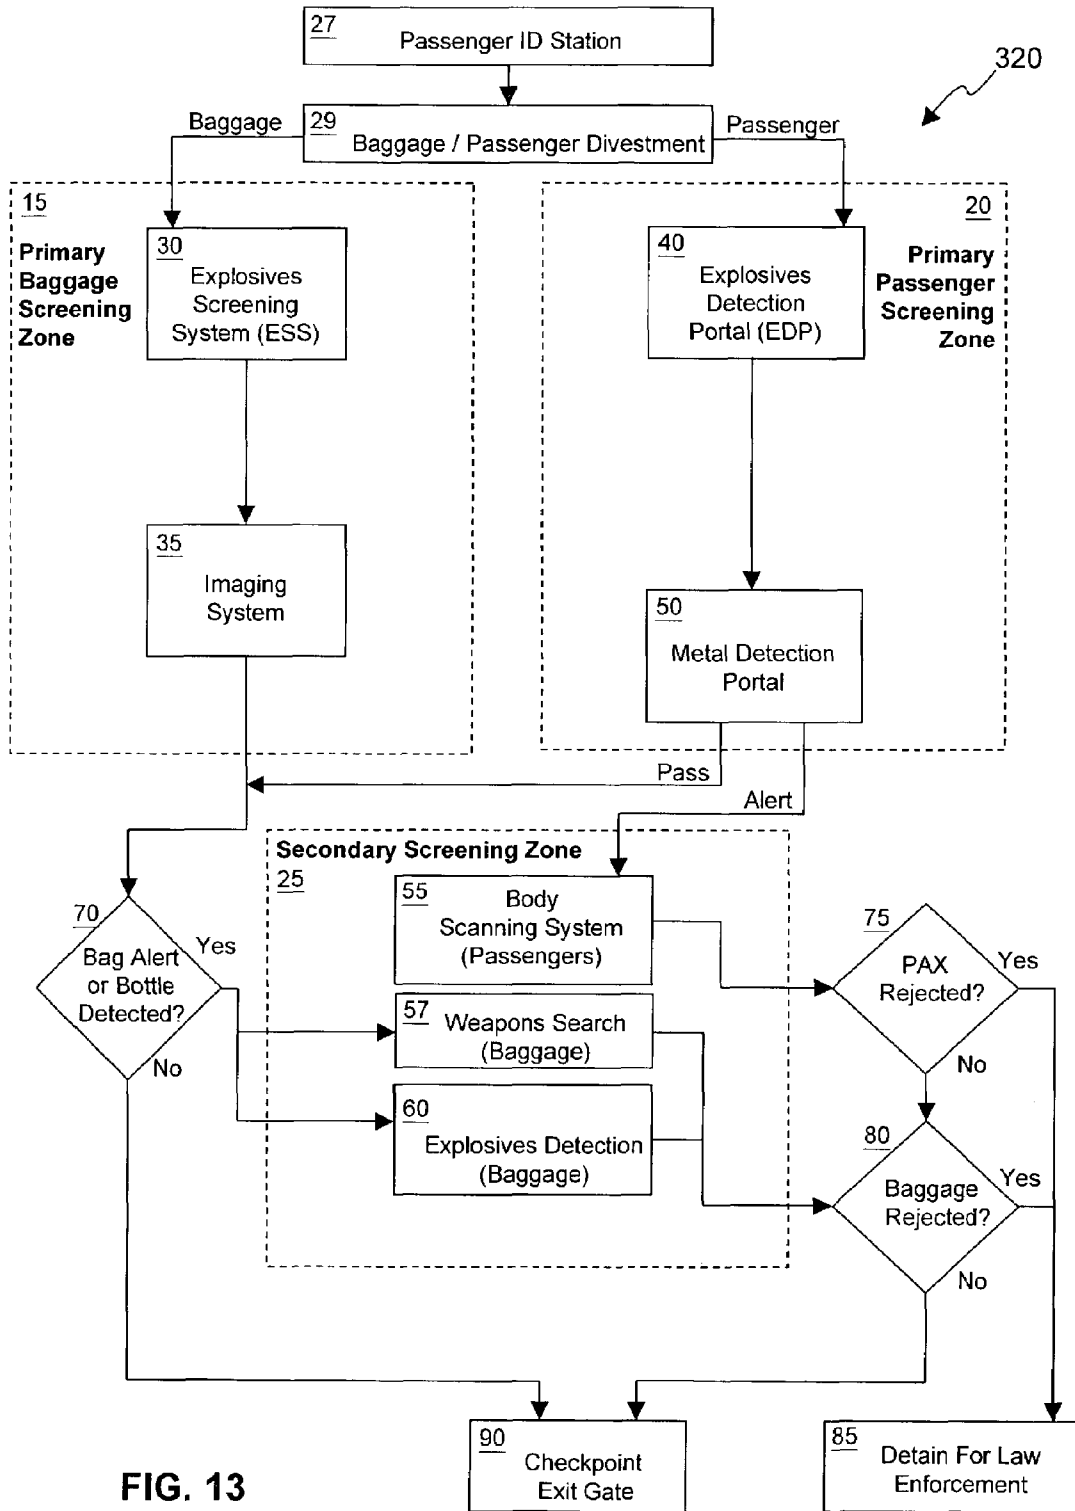 27
Passenger ID Station
320
Baggage
29
Baggage / Passenger Divestment
Passenger
15
Primary
Baggage
Screening
Zone
30
Explosives
Screening
System (ESS)
35
Imaging
System
20
Primary
Passenger
Screening
Zone
40
Explosives
Detection
Portal (EDP)
50
Metal Detection
Portal
Pass
Alert
Secondary Screening Zone
25
55
Body
Scanning System
(Passengers)
57
Weapons Search
(Baggage)
60
Explosives Detection
(Baggage)
70
Bag Alert
or Bottle
Detected?
Yes
No
75
PAX
Rejected?
Yes
No
80
Baggage
Rejected?
Yes
No
90
Checkpoint
Exit Gate
85
Detain For Law
Enforcement
FIG. 13